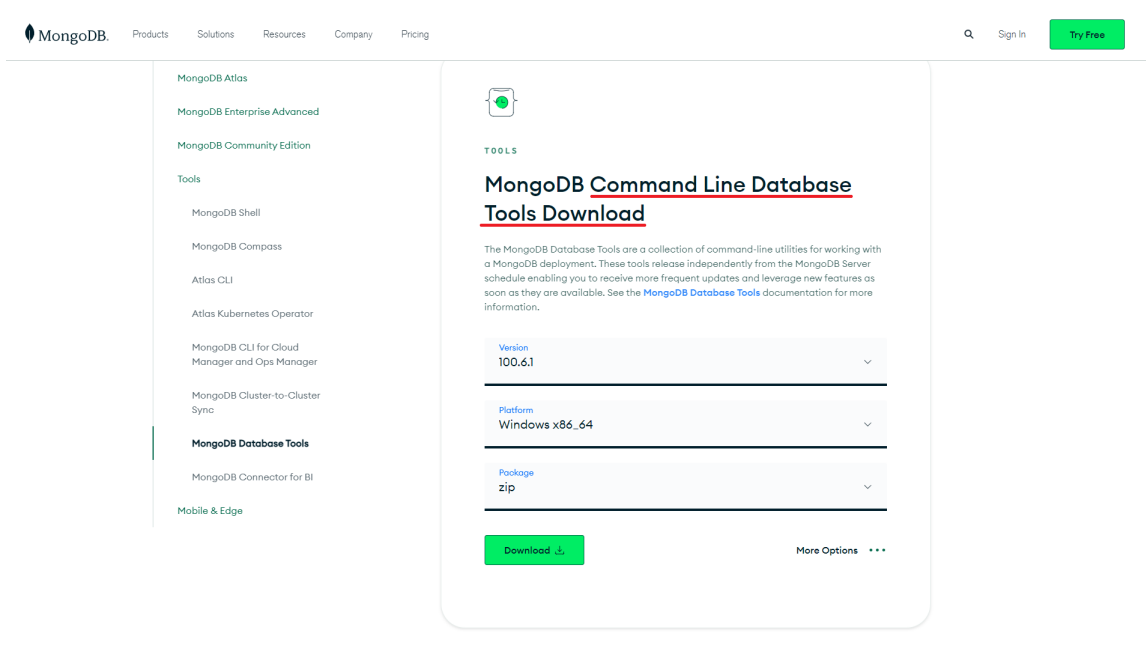 MongoDB.
Products
Solutions
Resources
Company
Pricing
Sign In
Try Free
MongoDB Atlas
MongoDB Enterprise Advanced
MongoDB Community Edition
Tools
MongoDB Shell
MongoDB Compass
Atlas CLI
Atlas Kubernetes Operator
MongoDB CLI for Cloud
Manager and Ops Manager
MongoDB Cluster-to-Cluster
Sync
MongoDB Database Tools
MongoDB Connector for BI
Mobile & Edge
TOOLS
MongoDB Command Line Database
Tools Download
The MongoDB Database Tools are a collection of command-line utilities for working with
a MongoDB deployment. These tools release independently from the MongoDB Server
schedule enabling you to receive more frequent updates and leverage new features as
soon as they are available. See the MongoDB Database Tools documentation for more
information.
Version
100.6.1
Platform
Windows x86_64
Package
zip
Download
More Options